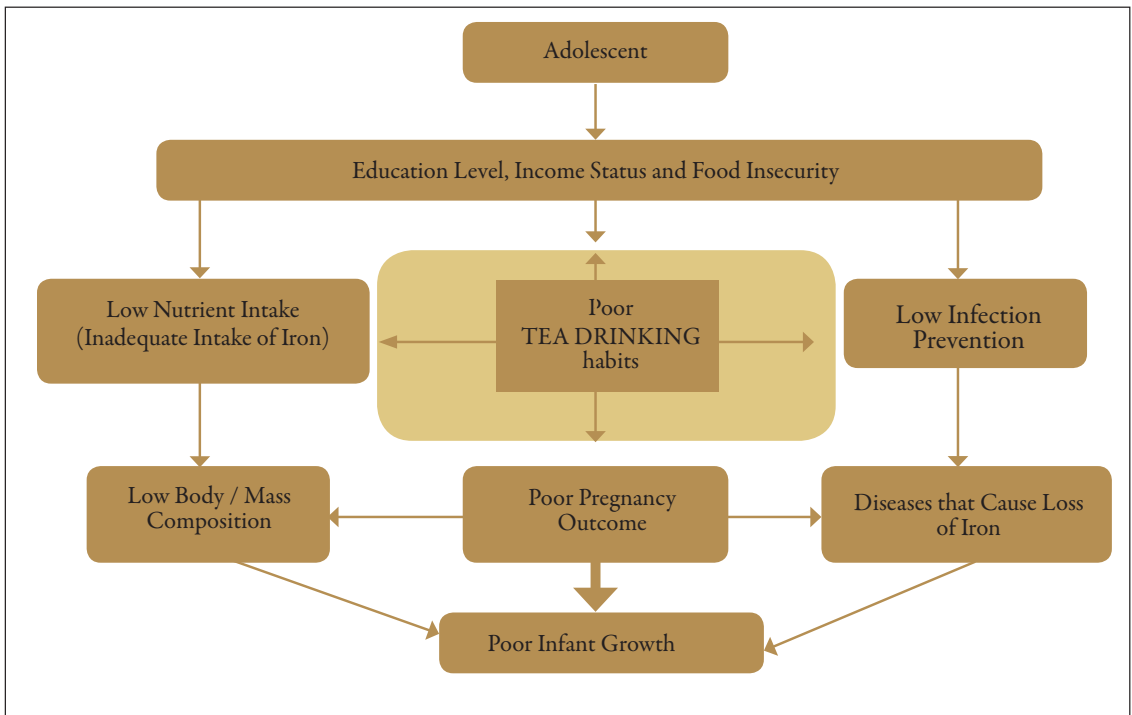 Adolescent
Education Level, Income Status and Food Insecurity
Low Nutrient Intake
(Inadequate Intake of Iron)
Poor
TEA DRINKING
habits
Low Infection
Prevention
Low Body / Mass
Composition
Poor Pregnancy
Outcome
Diseases that Cause Loss
of Iron
Poor Infant Growth